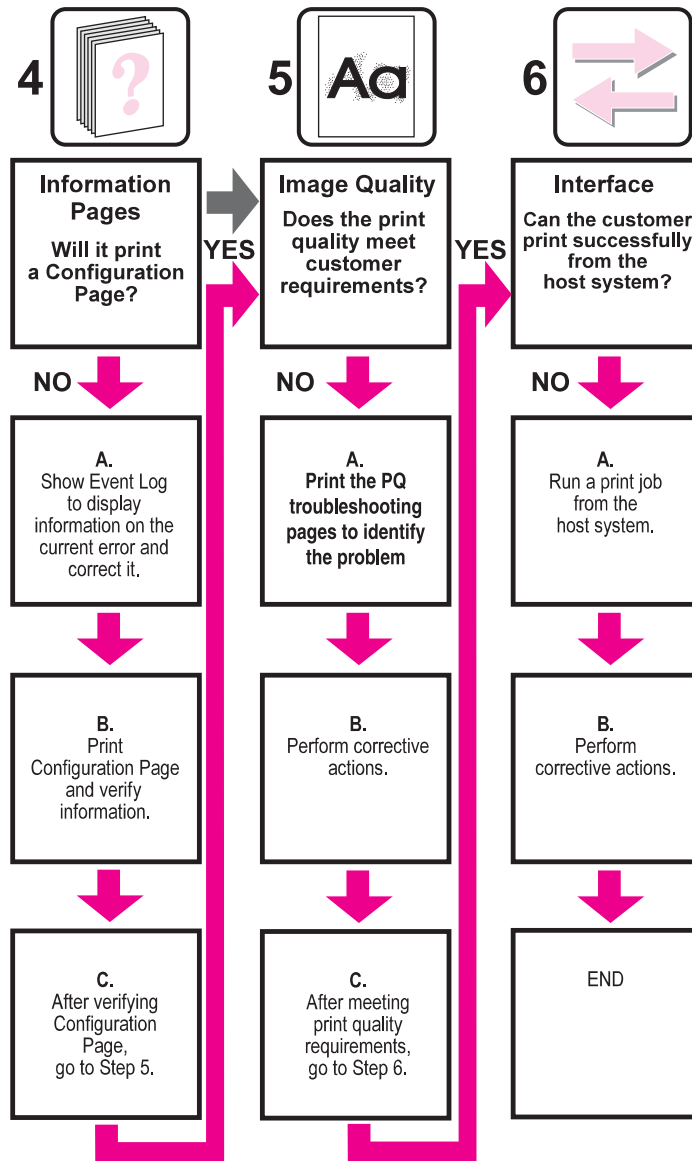 4
?
Information
Pages
Will it print
a Configuration
Page?
YES
NO
A.
Show Event Log
to display
information on the
current error and
correct it.
B.
Print
Configuration Page
and verify
information.
C.
After verifying
Configuration
Page,
go to Step 5.
5
Aa
Image Quality
Does the print
quality meet
customer
requirements?
YES
NO
A.
Print the PQ
troubleshooting
pages to identify
the problem
B.
Perform corrective
actions.
C.
After meeting
print quality
requirements,
go to Step 6.
6
Interface
Can the customer
print successfully
from the
host system?
NO
A.
Run a print job
from the
host system.
B.
Perform
corrective actions.
END